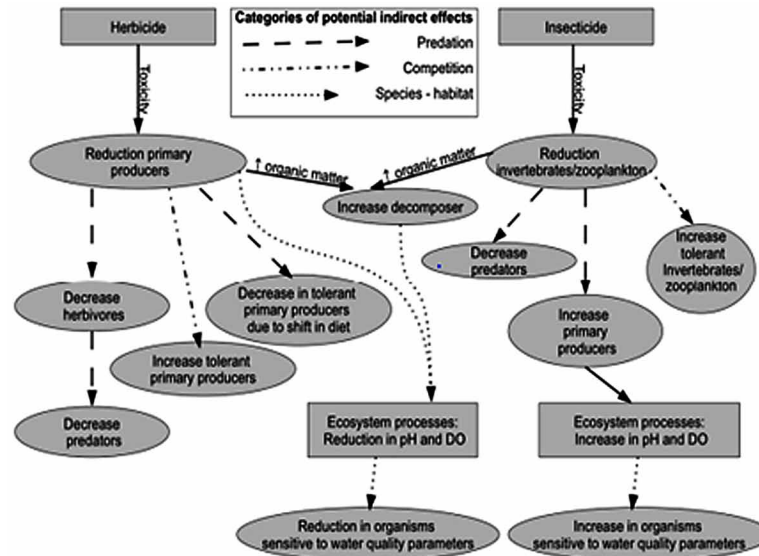 Herbicide
Categories of potential indirect effects
Predation
Competition
Species - habitat
Insecticide
Toxicity
Toxicity
Reduction primary
producers
↑ organic matter
↑ organic matter
Reduction
invertebrates/zooplankton
Increase decomposer
Decrease
predators
Increase
tolerant
Invertebrates/
zooplankton
Decrease
herbivores
Decrease in tolerant
primary producers
due to shift in diet
Increase
primary
producers
Increase tolerant
primary producers
Decrease
predators
Ecosystem processes:
Reduction in pH and DO
Ecosystem processes:
Increase in pH and DO
Reduction in organisms
sensitive to water quality parameters
Increase in organisms
sensitive to water quality parameters